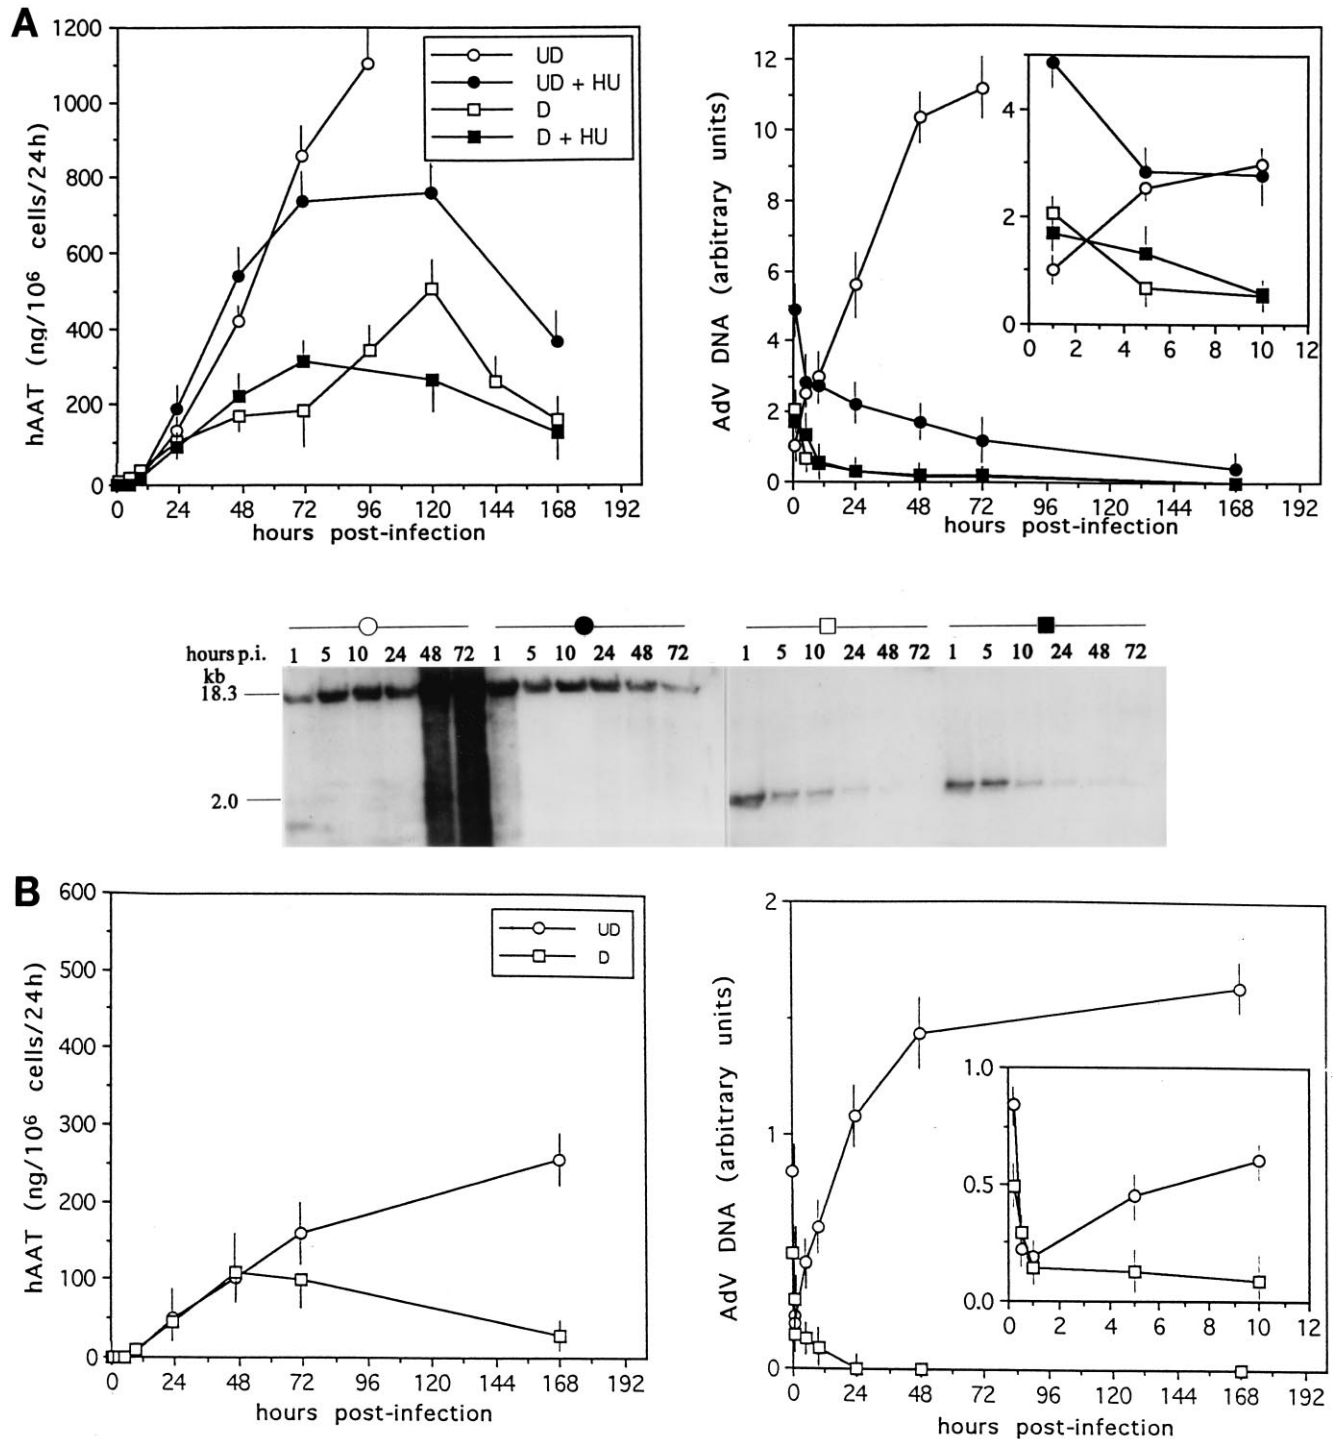 A
hAAT (ng/10⁶ cells/24h)
1200
1000
800
600
400
200
0
UD
UD + HU
D
D + HU
0 24 48 72 96 120 144 168 192
hours post-infection
AdV DNA (arbitrary units)
12
10
8
6
4
2
0
4
2
0
0 2 4 6 8 10 12
0 24 48 72 96 120 144 168 192
hours post-infection
hours p.i. 1 5 10 24 48 72 1 5 10 24 48 72 1 5 10 24 48 72 1 5 10 24 48 72
kb
18.3
2.0
B
hAAT (ng/10⁶ cells/24h)
600
500
400
300
200
100
0
UD
D
0 24 48 72 96 120 144 168 192
hours post-infection
AdV DNA (arbitrary units)
2
1
0
1.0
0.5
0.0
0 2 4 6 8 10 12
0 24 48 72 96 120 144 168 192
hours post-infection